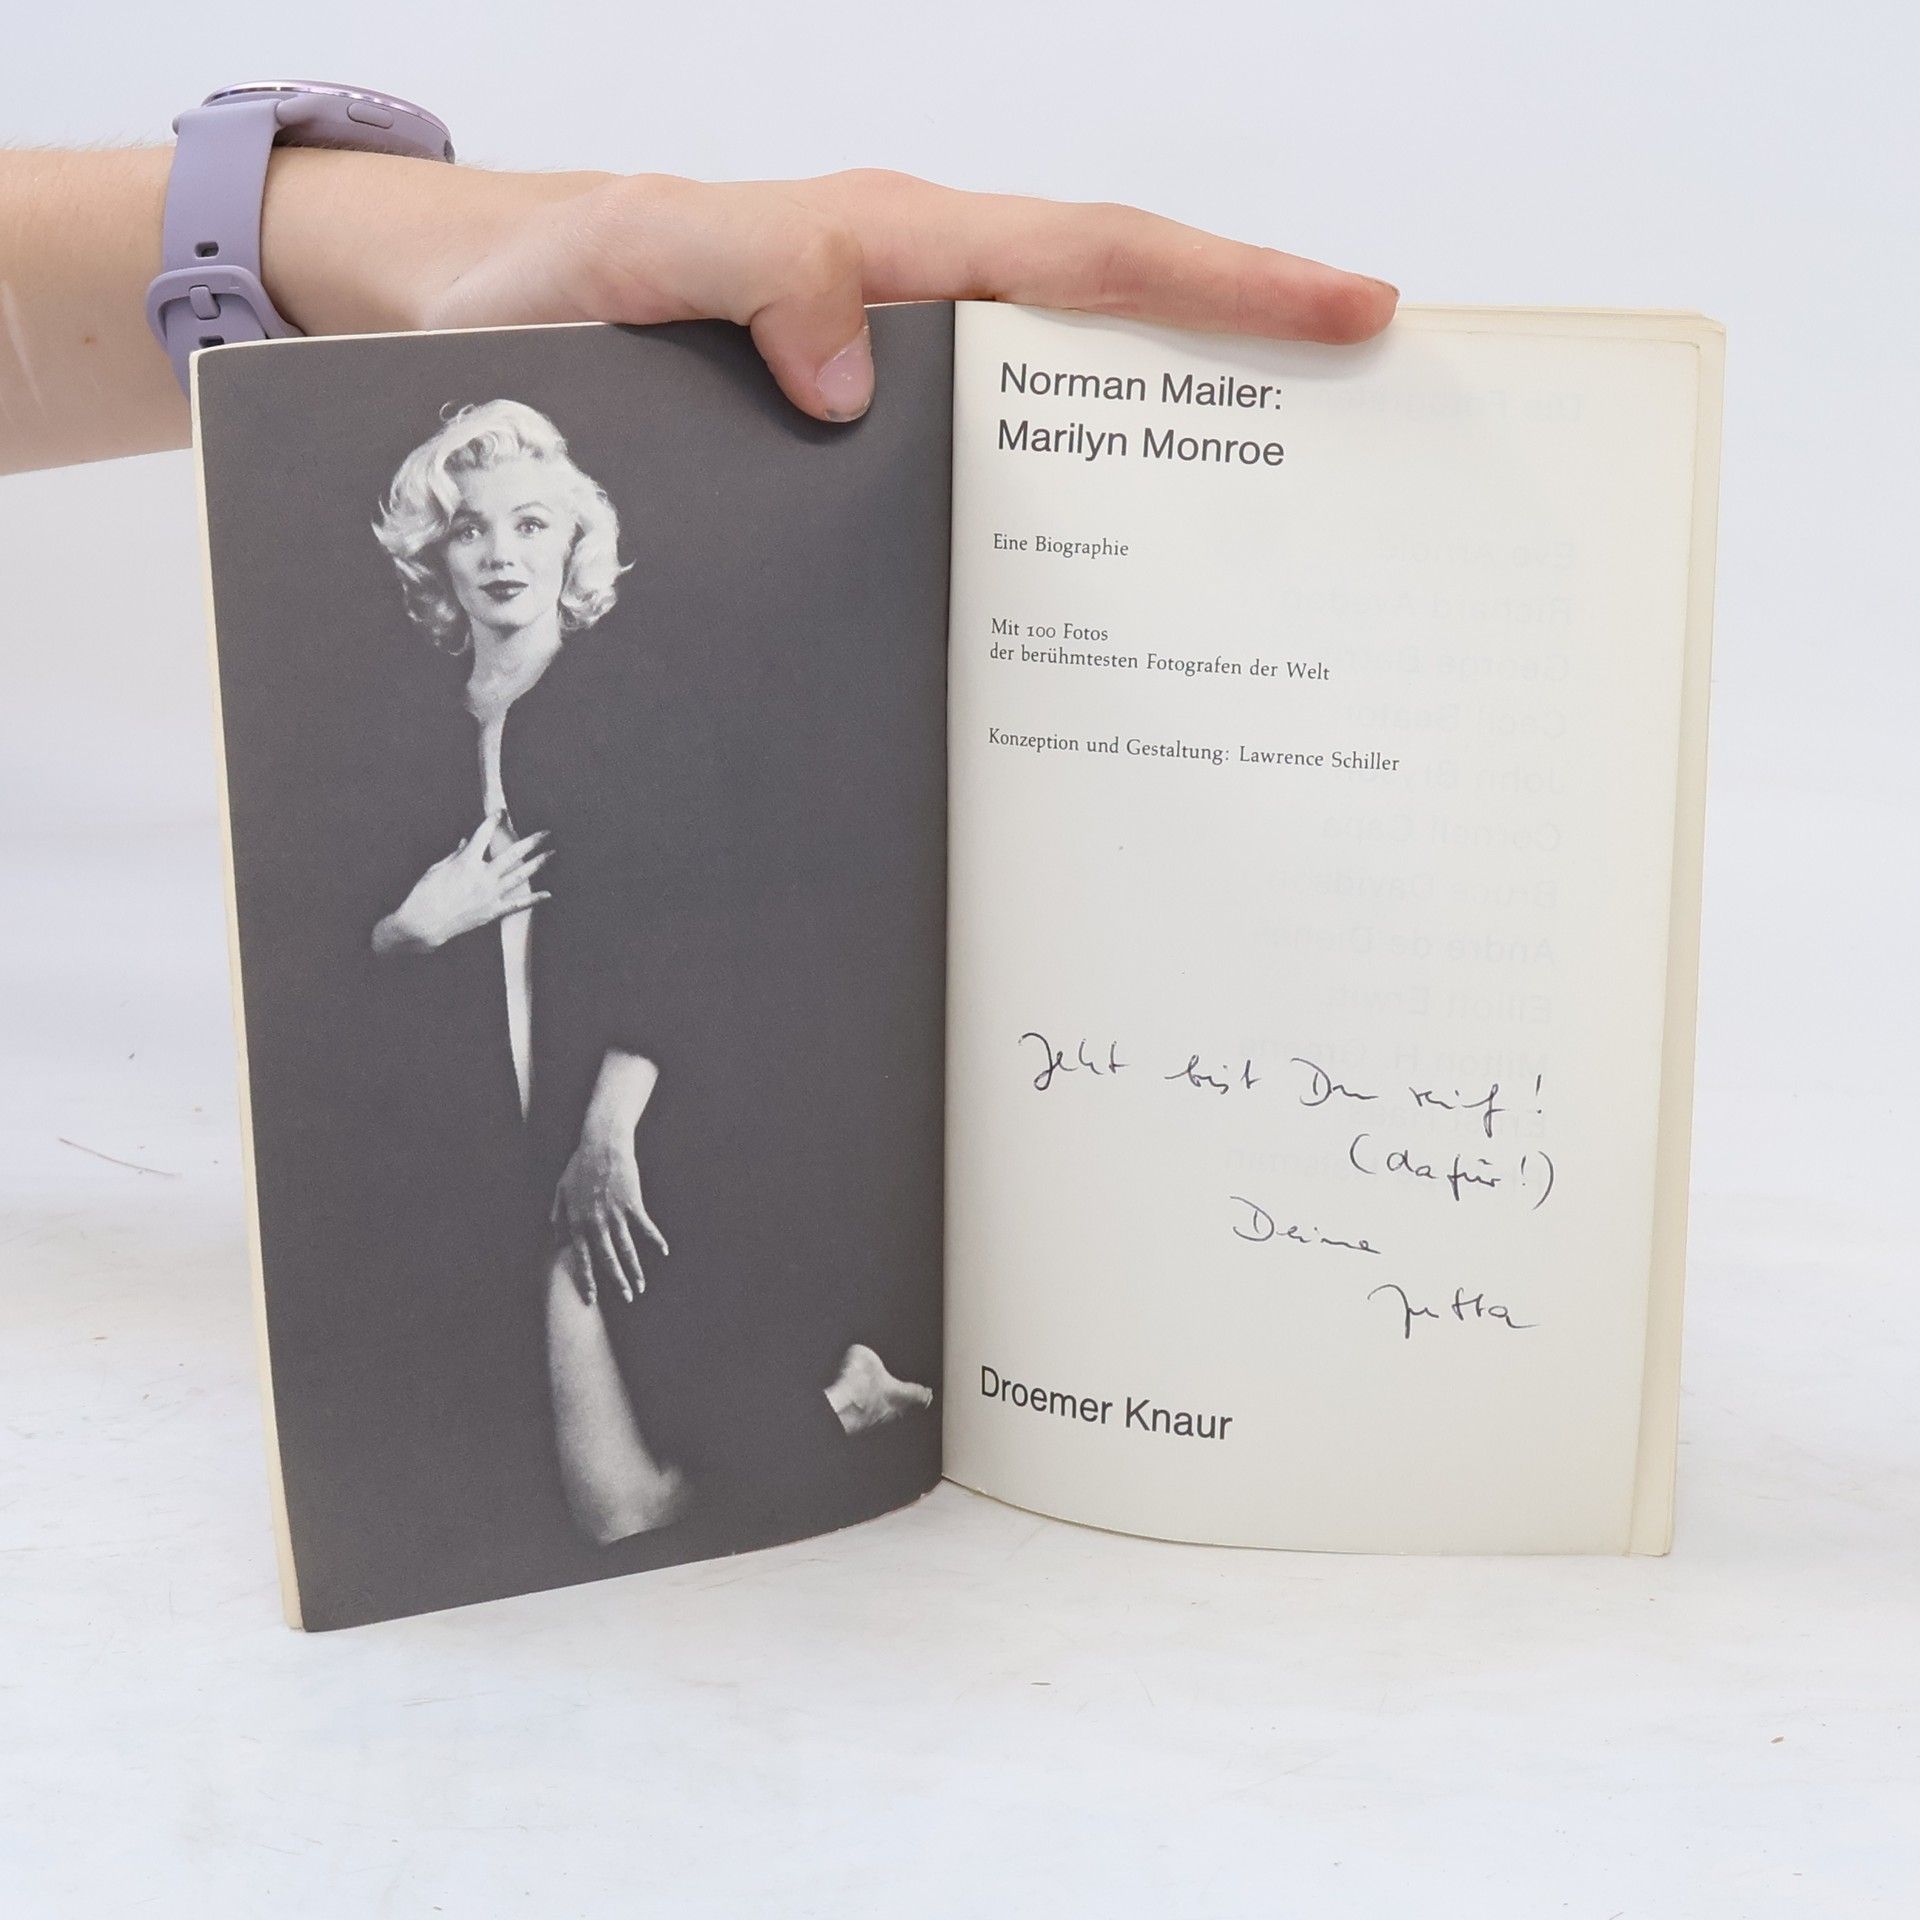 Norman Mailer:
Marilyn Monroe
Eine Biographie
Mit 100 Fotos
der berühmtesten Fotografen der Welt
Konzeption und Gestaltung: Lawrence Schiller
Jetzt bist Du reif!
(dafür!)
Deine
Jutta
Droemer Knaur